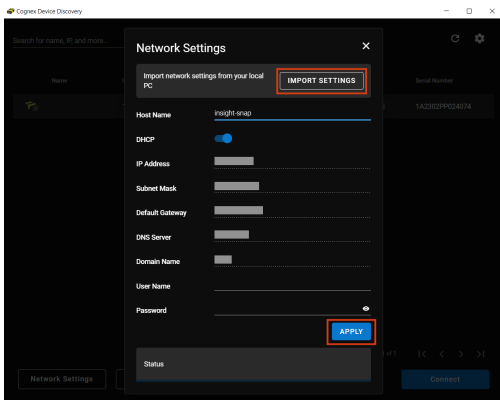 Cognex Device Discovery
Search for name, IP, and more...
Network Settings
Import network settings from your local PC
IMPORT SETTINGS
Name
Serial Number
Host Name
insight-snap
1A2302PP024074
DHCP
IP Address
Subnet Mask
Default Gateway
DNS Server
Domain Name
User Name
Password
APPLY
of 1
Status
Network Settings
Connect